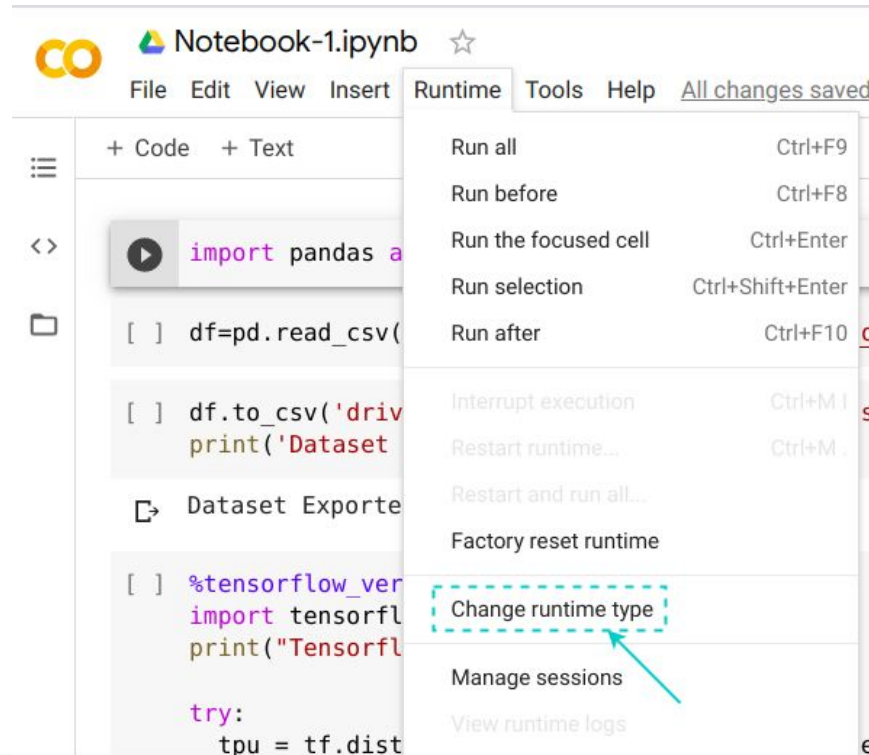 Notebook-1.ipynb
File Edit View Insert Runtime Tools Help All changes saved
+ Code + Text
Run all Ctrl+F9
Run before Ctrl+F8
Run the focused cell Ctrl+Enter
Run selection Ctrl+Shift+Enter
Run after Ctrl+F10
Interrupt execution Ctrl+M I
Restart runtime... Ctrl+M .
Restart and run all...
Factory reset runtime
Change runtime type
Manage sessions
View runtime logs
import pandas a
[ ] df=pd.read_csv(
[ ] df.to_csv('driv
print('Dataset
Dataset Exporte
[ ] %tensorflow_ver
import tensorfl
print("Tensorfl
try:
tpu = tf.dist